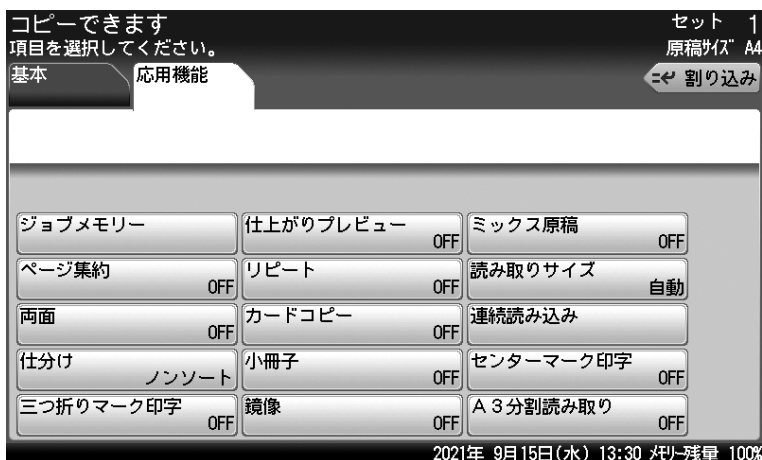 コピーできます
セット 1
項目を選択してください。
原稿ｻｲｽﾞ A4
基本
応用機能
割り込み
ジョブメモリー
仕上がりプレビュー OFF
ミックス原稿 OFF
ページ集約 OFF
リピート OFF
読み取りサイズ 自動
両面 OFF
カードコピー OFF
連続読み込み
仕分け ノンソート
小冊子 OFF
センターマーク印字 OFF
三つ折りマーク印字 OFF
鏡像 OFF
Ａ３分割読み取り OFF
2021年 9月15日(水) 13:30 ﾒﾓﾘｰ残量 100%